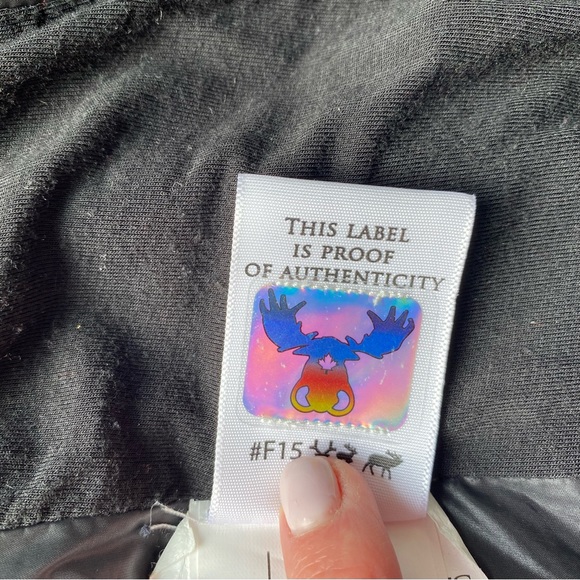 THIS LABEL
IS PROOF
OF AUTHENTICITY
#F15